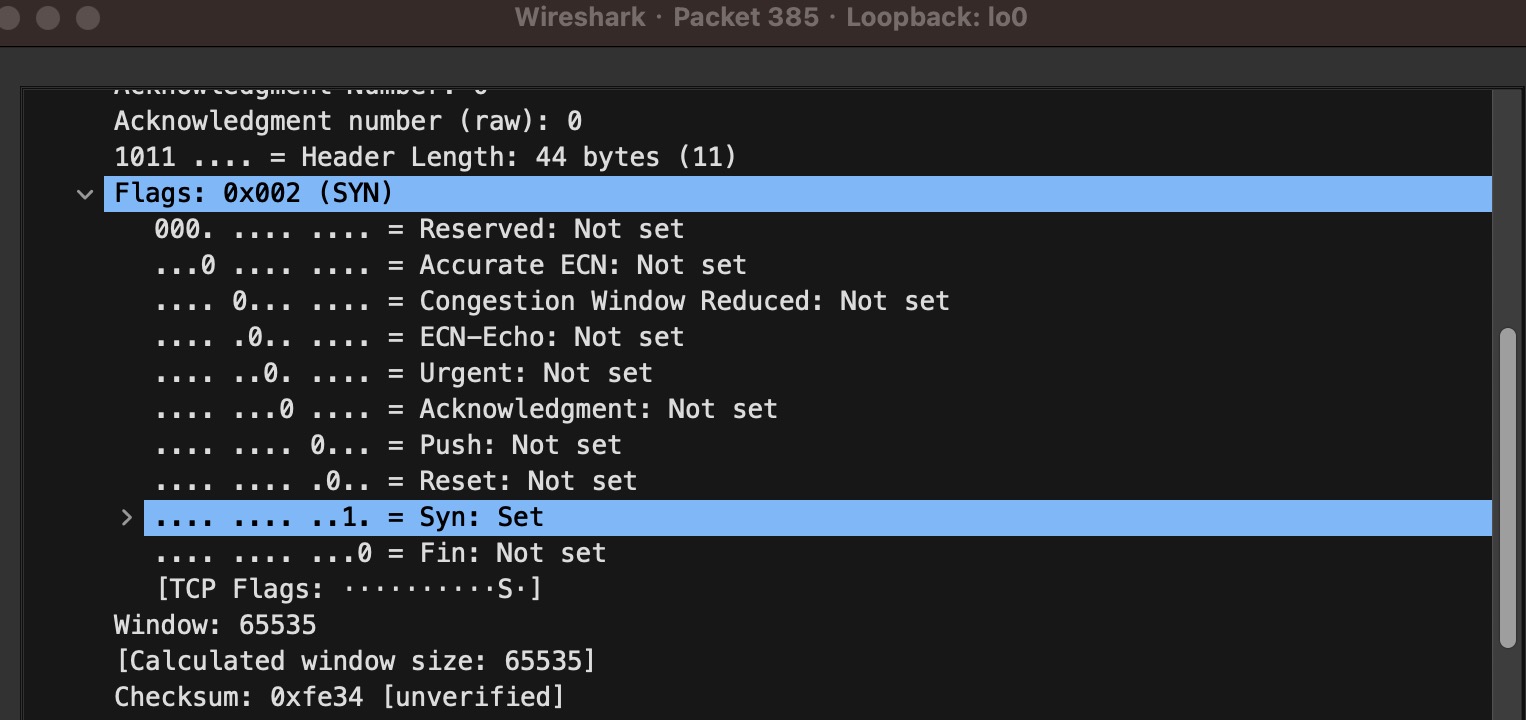 Wireshark · Packet 385 · Loopback: lo0
Acknowledgment Number: 0
Acknowledgment number (raw): 0
1011 .... = Header Length: 44 bytes (11)
Flags: 0x002 (SYN)
000. .... .... = Reserved: Not set
...0 .... .... = Accurate ECN: Not set
.... 0... .... = Congestion Window Reduced: Not set
.... .0.. .... = ECN-Echo: Not set
.... ..0. .... = Urgent: Not set
.... ...0 .... = Acknowledgment: Not set
.... .... 0... = Push: Not set
.... .... .0.. = Reset: Not set
.... .... ..1. = Syn: Set
.... .... ...0 = Fin: Not set
[TCP Flags: ··········S·]
Window: 65535
[Calculated window size: 65535]
Checksum: 0xfe34 [unverified]